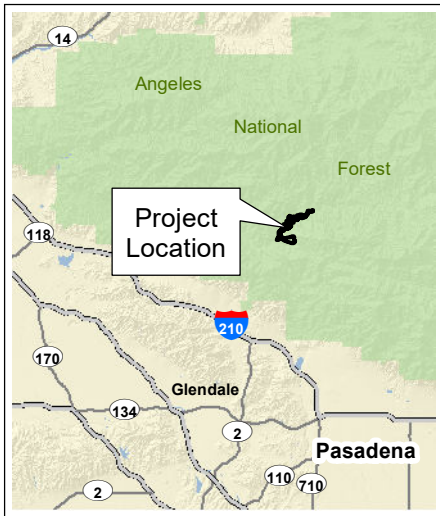 14
Angeles
National
Forest
Project
Location
118
210
170
Glendale
134
2
Pasadena
110
710
2